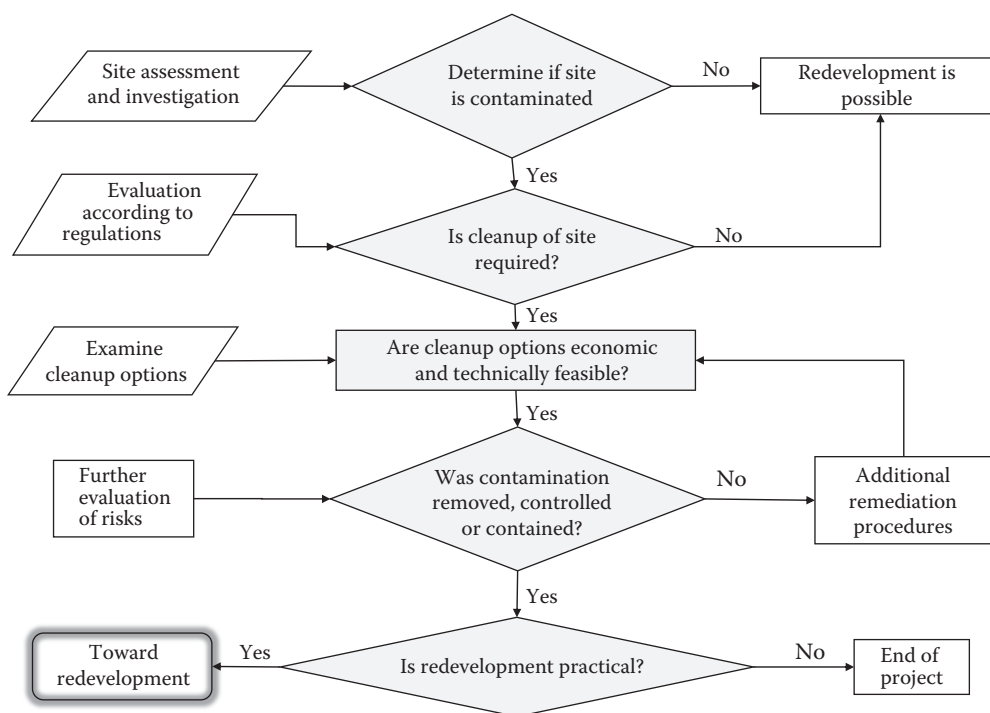 Site assessment
and investigation
Determine if site
is contaminated
No
Redevelopment is
possible
Yes
Evaluation
according to
regulations
Is cleanup of site
required?
No
Yes
Examine
cleanup options
Are cleanup options economic
and technically feasible?
Yes
Further
evaluation
of risks
Was contamination
removed, controlled
or contained?
No
Additional
remediation
procedures
Yes
Toward
redevelopment
Yes
Is redevelopment practical?
No
End of
project